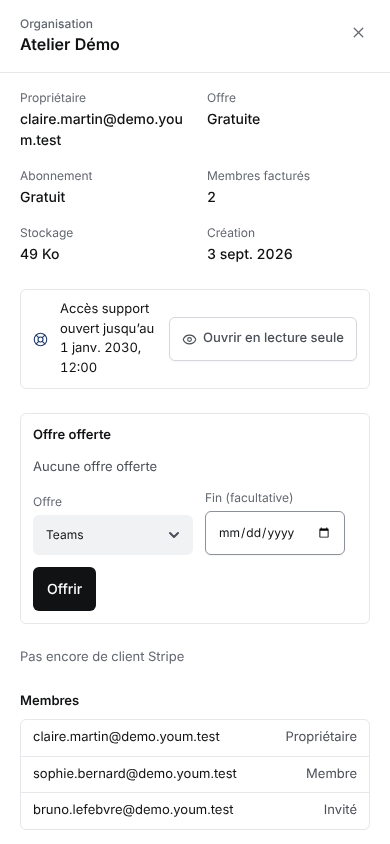 Organisation
Atelier Démo
Propriétaire
claire.martin@demo.you
m.test
Offre
Gratuite
Abonnement
Gratuit
Membres facturés
2
Stockage
49 Ko
Création
3 sept. 2026
Accès support
ouvert jusqu’au
1 janv. 2030,
12:00
Ouvrir en lecture seule
Offre offerte
Aucune offre offerte
Offre
Teams
Fin (facultative)
mm/dd/yyyy
Offrir
Pas encore de client Stripe
Membres
claire.martin@demo.youm.test Propriétaire
sophie.bernard@demo.youm.test Membre
bruno.lefebvre@demo.youm.test Invité